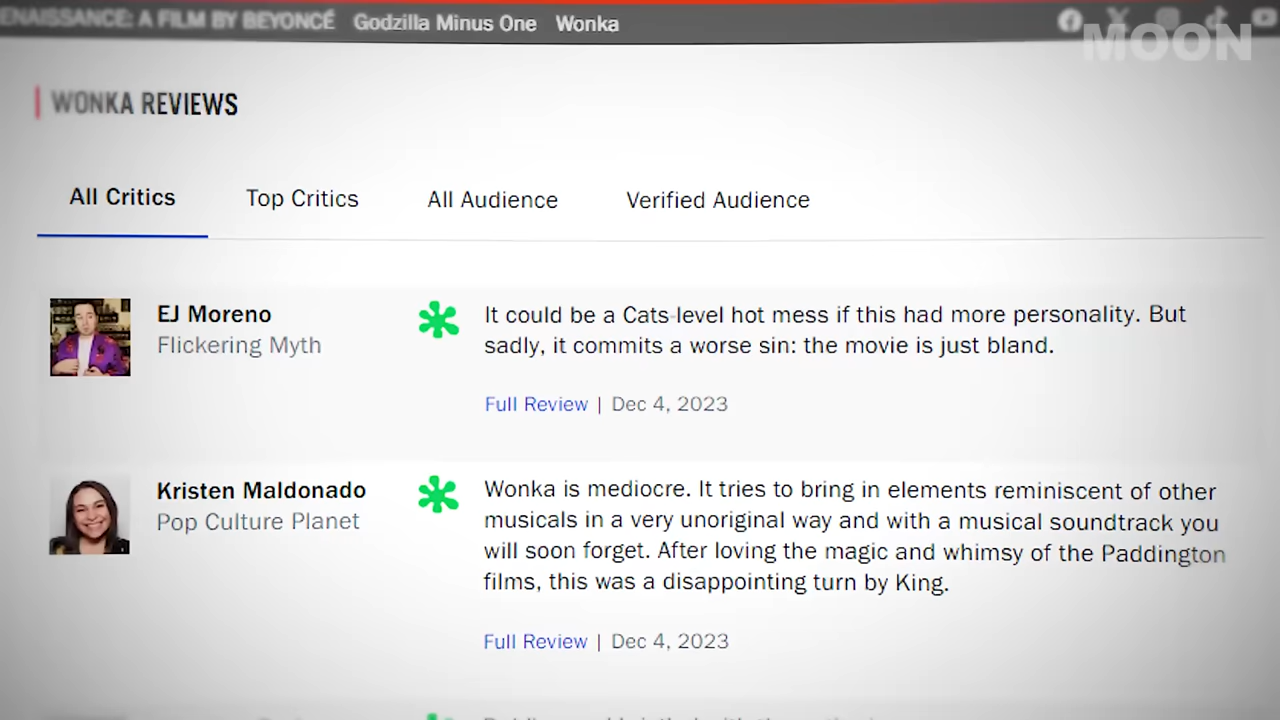 ENAISSANCE: A FILM BY BEYONCÉ Godzilla Minus One Wonka
MOON
WONKA REVIEWS
All Critics Top Critics All Audience Verified Audience
EJ Moreno
Flickering Myth
It could be a Cats-level hot mess if this had more personality. But
sadly, it commits a worse sin: the movie is just bland.
Full Review | Dec 4, 2023
Kristen Maldonado
Pop Culture Planet
Wonka is mediocre. It tries to bring in elements reminiscent of other
musicals in a very unoriginal way and with a musical soundtrack you
will soon forget. After loving the magic and whimsy of the Paddington
films, this was a disappointing turn by King.
Full Review | Dec 4, 2023